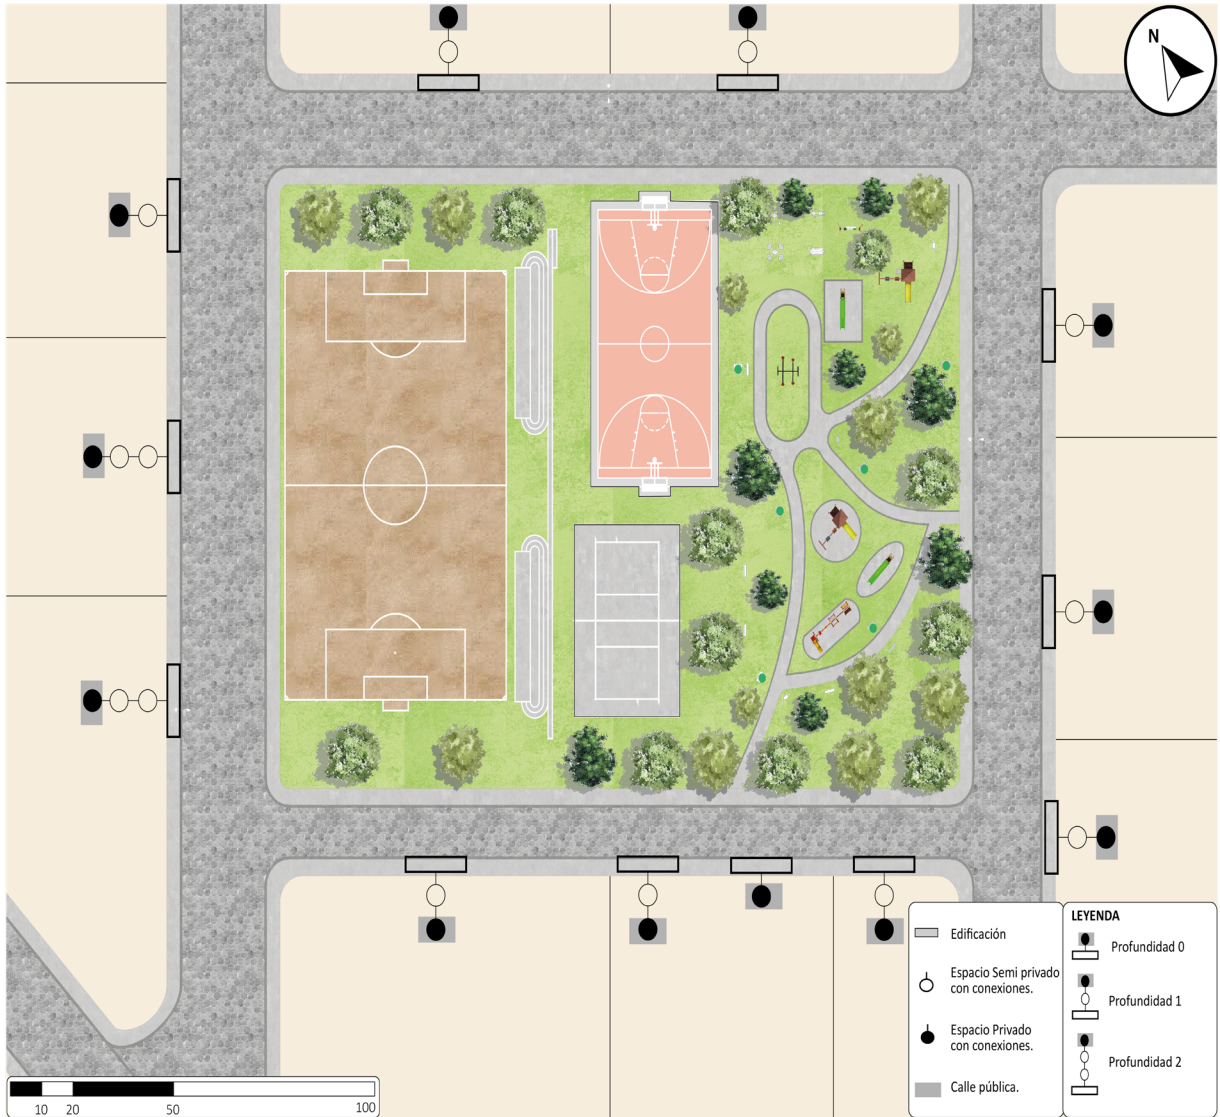 N
Edificación
Espacio Semi privado
con conexiones.
Espacio Privado
con conexiones.
Calle pública.
LEYENDA
Profundidad 0
Profundidad 1
Profundidad 2
10 20 50 100